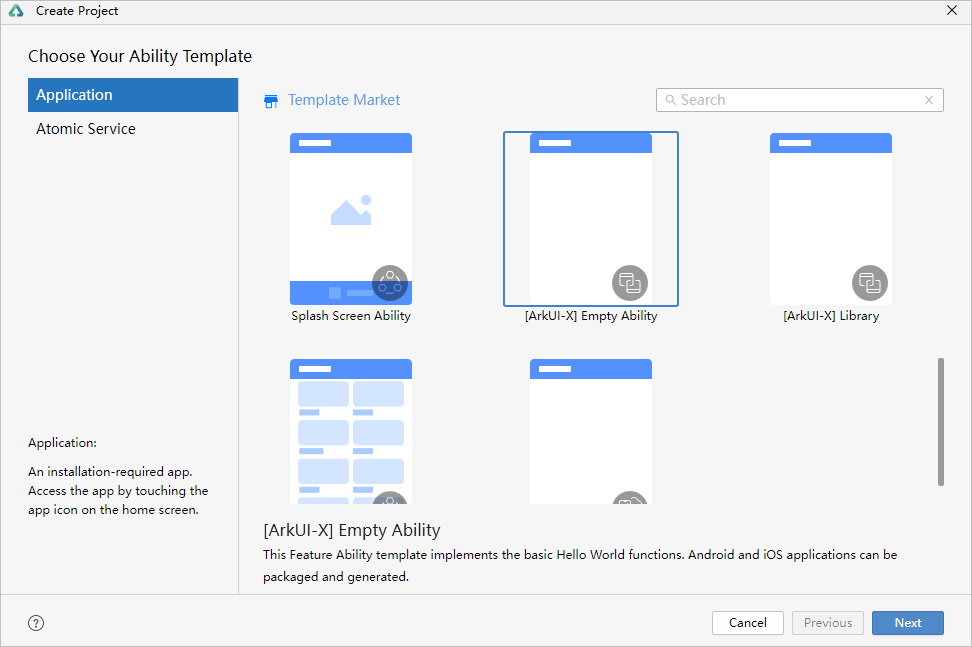 Create Project
Choose Your Ability Template
Application
Atomic Service
Template Market
Search
Splash Screen Ability
[ArkUI-X] Empty Ability
[ArkUI-X] Library
Application:
An installation-required app.
Access the app by touching the
app icon on the home screen.
[ArkUI-X] Empty Ability
This Feature Ability template implements the basic Hello World functions. Android and iOS applications can be
packaged and generated.
?
Cancel
Previous
Next